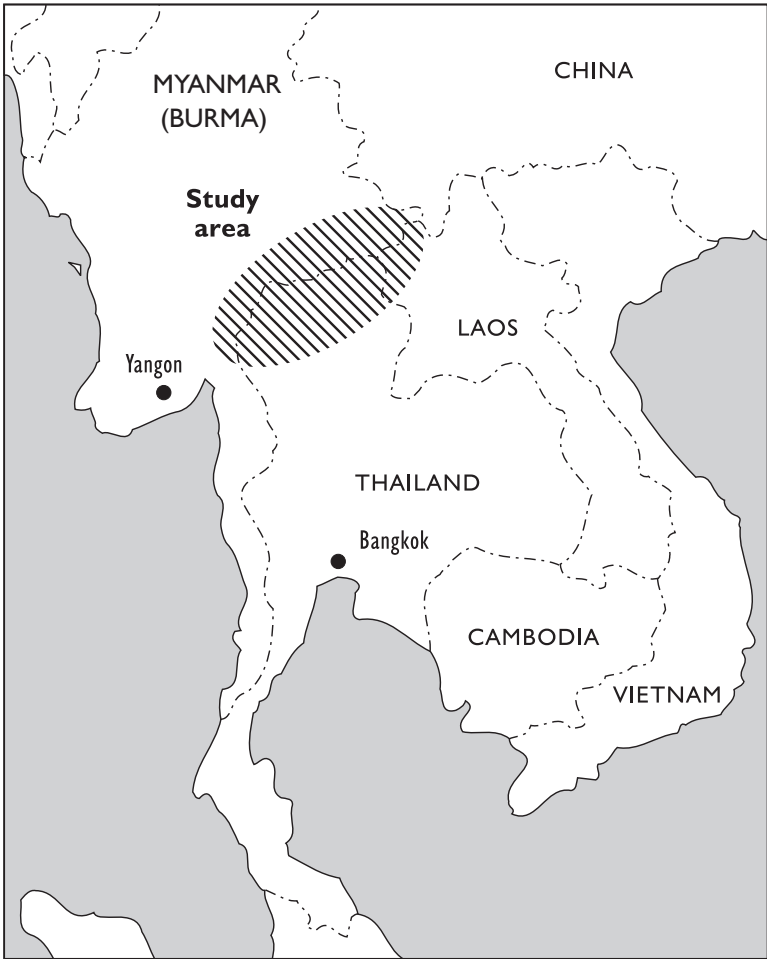 CHINA
MYANMAR
(BURMA)
Study
area
LAOS
Yangon
THAILAND
Bangkok
CAMBODIA
VIETNAM